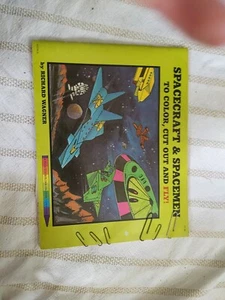 SPACECRAFT & SPACEMEN
TO COLOR, CUT OUT AND FLY!
by RICHARD WAGNER